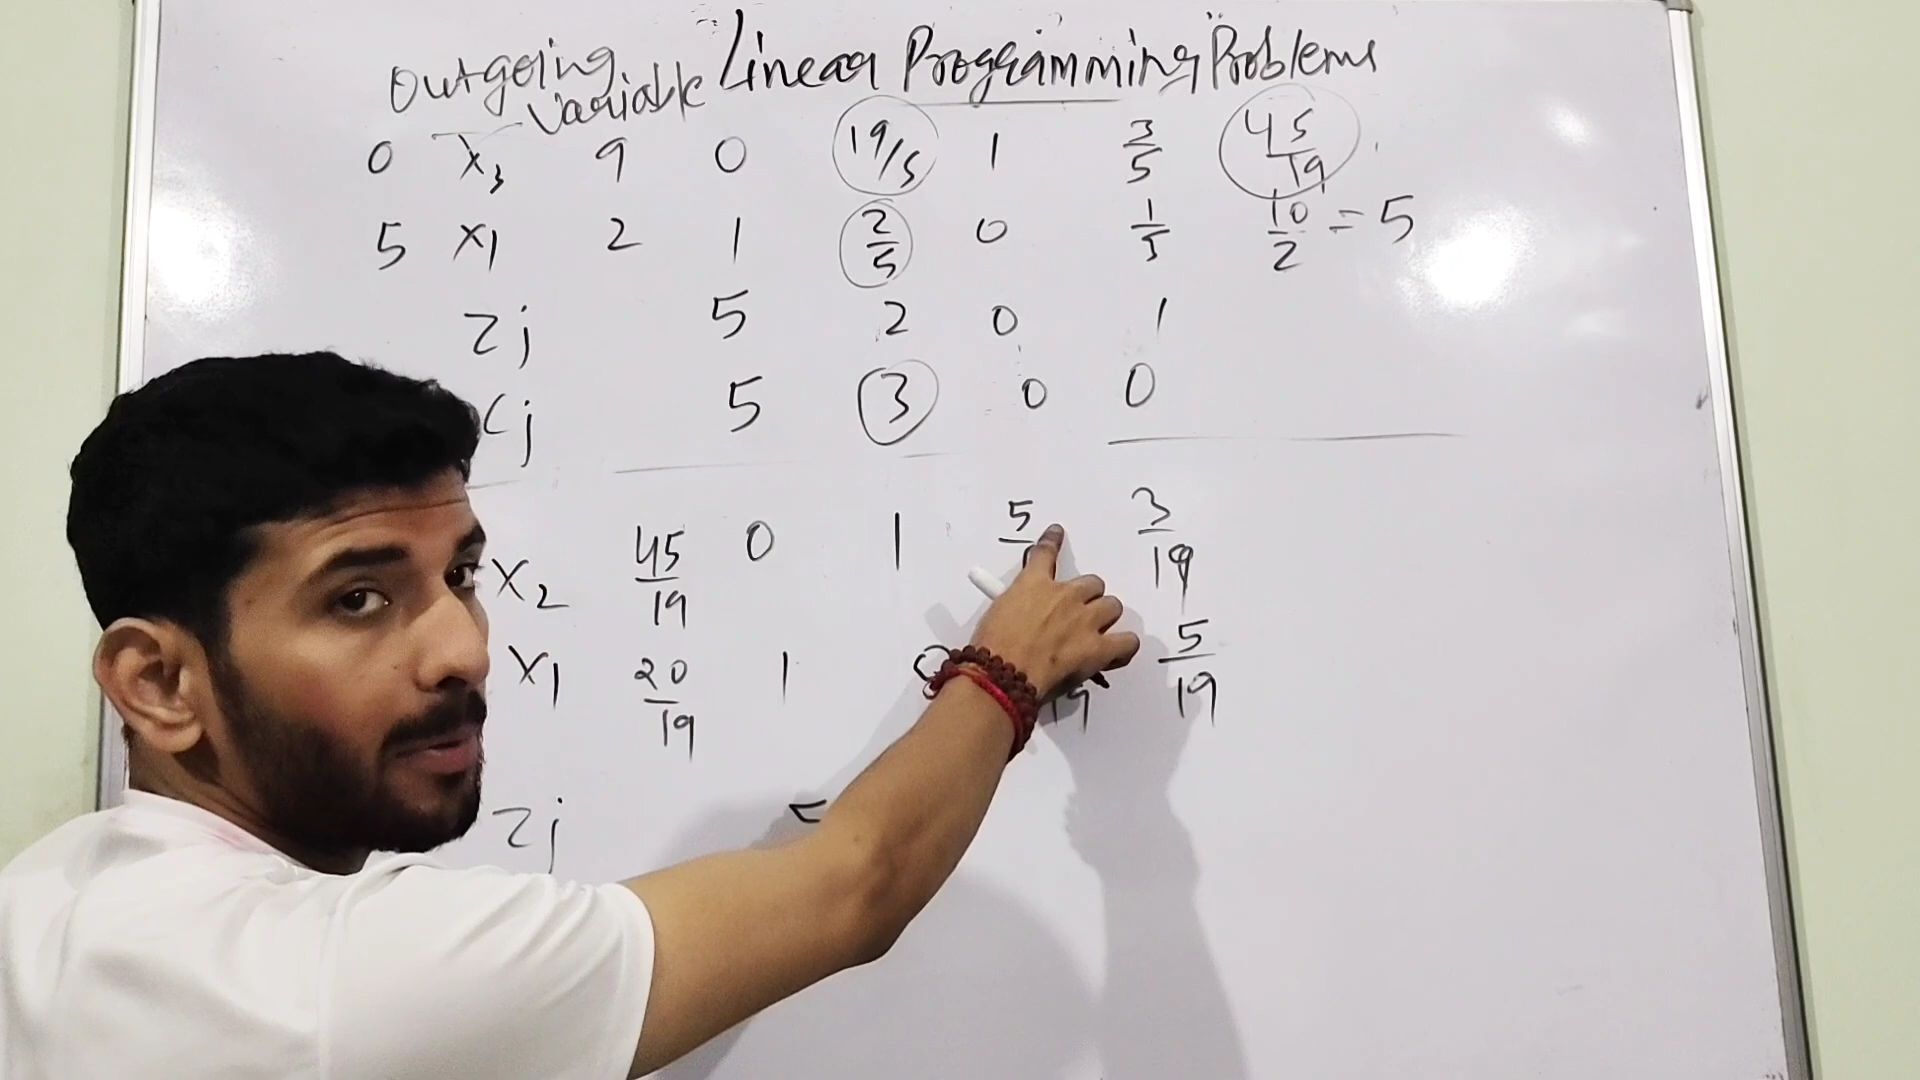 Outgoing Variable Linear Programming Problems
0 x3 9 0 19/5 1 3/5 45/19
5 x1 2 1 2/5 0 1/5 10/2 = 5
Zj 5 2 0 1
Cj 5 3 0 0
x2 45/19 0 1 5/ 3/19
x1 20/19 1 0 19 5/19
Zj